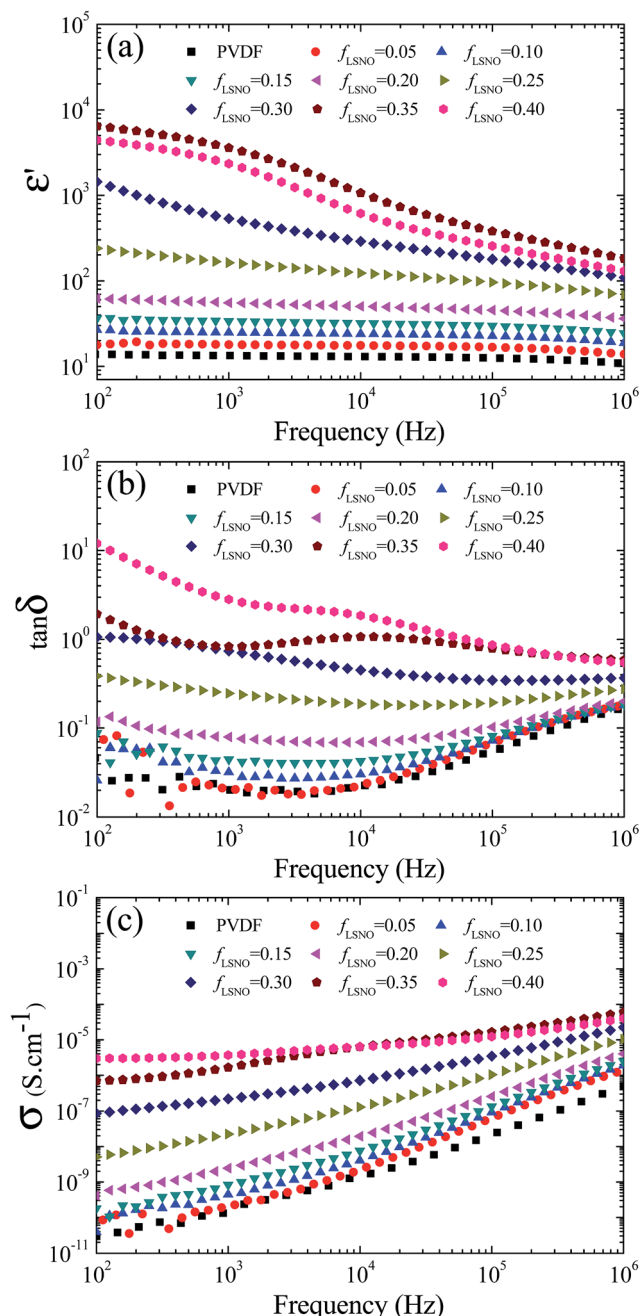 (a)
PVDF f_LSNO=0.05 f_LSNO=0.10
f_LSNO=0.15 f_LSNO=0.20 f_LSNO=0.25
f_LSNO=0.30 f_LSNO=0.35 f_LSNO=0.40
10^5
10^4
10^3
10^2
10^1
ε'
10^2 10^3 10^4 10^5 10^6
Frequency (Hz)
(b)
PVDF f_LSNO=0.05 f_LSNO=0.10
f_LSNO=0.15 f_LSNO=0.20 f_LSNO=0.25
f_LSNO=0.30 f_LSNO=0.35 f_LSNO=0.40
10^2
10^1
10^0
10^-1
10^-2
tanδ
10^2 10^3 10^4 10^5 10^6
Frequency (Hz)
(c)
PVDF f_LSNO=0.05 f_LSNO=0.10
f_LSNO=0.15 f_LSNO=0.20 f_LSNO=0.25
f_LSNO=0.30 f_LSNO=0.35 f_LSNO=0.40
10^-1
10^-3
10^-5
10^-7
10^-9
10^-11
σ (S.cm^-1)
10^2 10^3 10^4 10^5 10^6
Frequency (Hz)